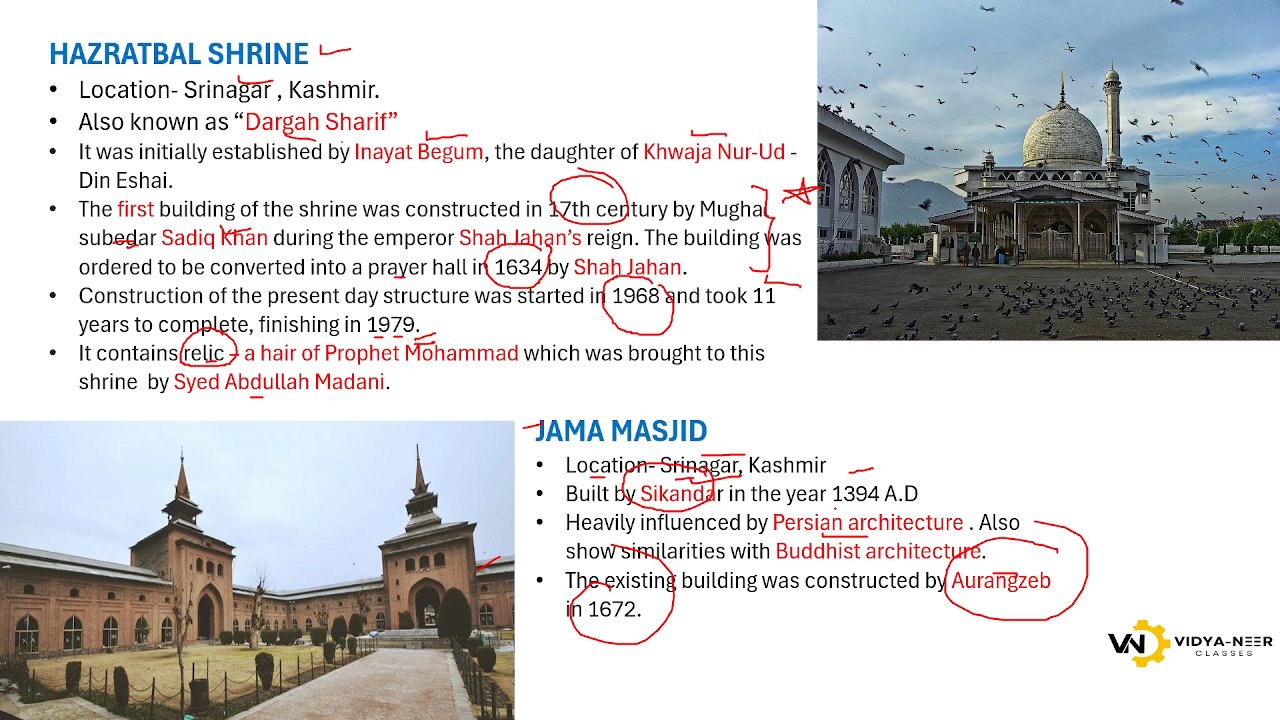 HAZRATBAL SHRINE
• Location- Srinagar , Kashmir.
• Also known as “Dargah Sharif”
• It was initially established by Inayat Begum, the daughter of Khwaja Nur-Ud -
Din Eshai.
• The first building of the shrine was constructed in 17th century by Mughal
subedar Sadiq Khan during the emperor Shah Jahan’s reign. The building was
ordered to be converted into a prayer hall in 1634 by Shah Jahan.
• Construction of the present day structure was started in 1968 and took 11
years to complete, finishing in 1979.
• It contains relic – a hair of Prophet Mohammad which was brought to this
shrine by Syed Abdullah Madani.
JAMA MASJID
• Location- Srinagar, Kashmir
• Built by Sikandar in the year 1394 A.D
• Heavily influenced by Persian architecture . Also
show similarities with Buddhist architecture.
• The existing building was constructed by Aurangzeb
in 1672.
VN VIDYA-NEER
CLASSES